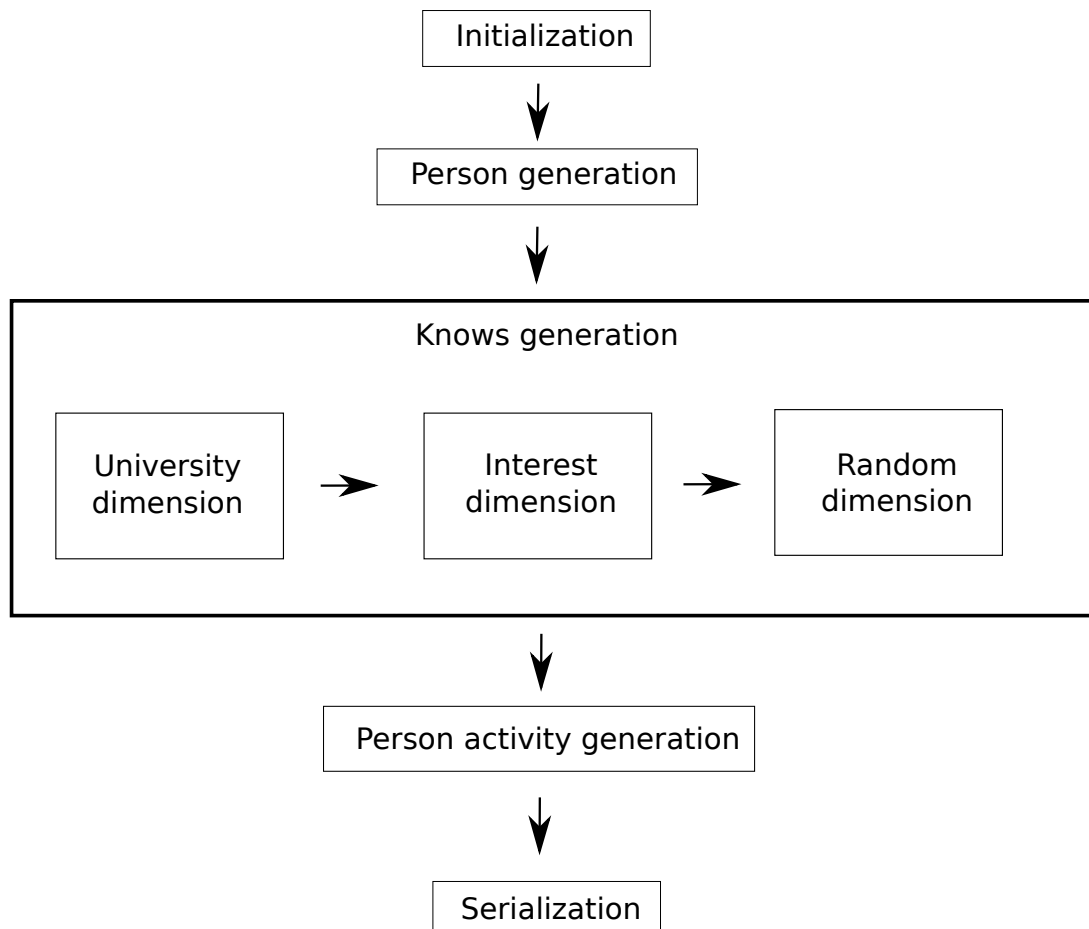 Initialization
Person generation
Knows generation
University
dimension
Interest
dimension
Random
dimension
Person activity generation
Serialization